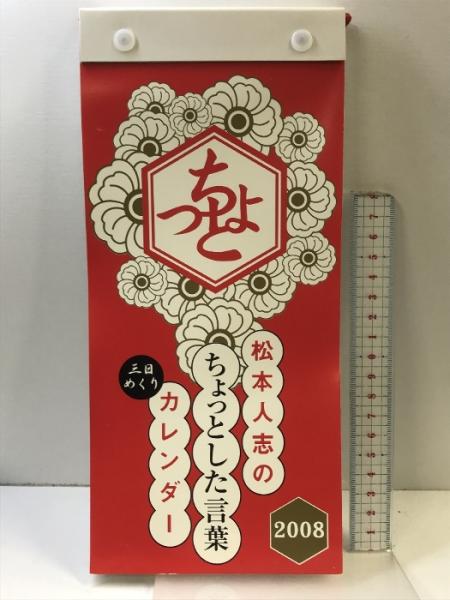 ちょっと
松本人志の
ちょっとした言葉
カレンダー
三日
めくり
2008